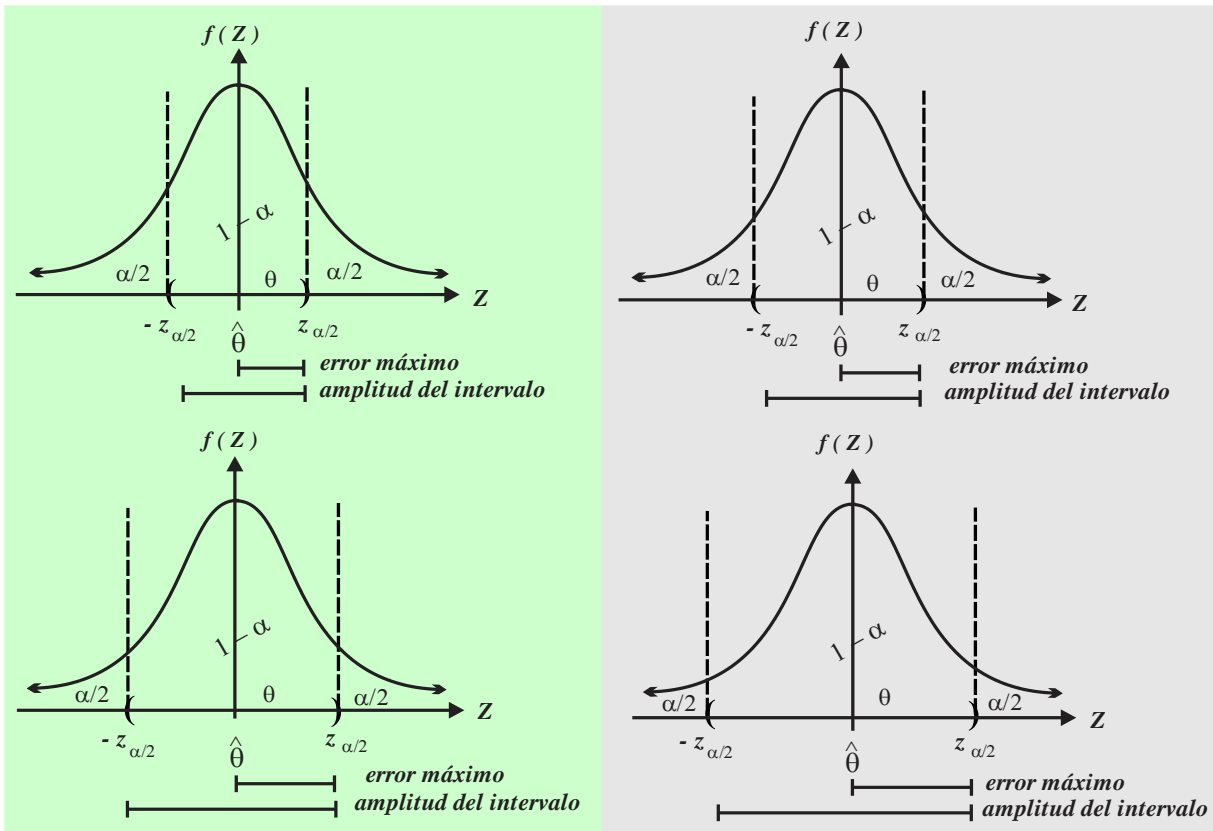 f ( Z )
1 − α
α/2 θ α/2
Z
- z α/2 θ̂ z α/2
error máximo
amplitud del intervalo
f ( Z )
1 − α
α/2 θ α/2
Z
- z α/2 θ̂ z α/2
error máximo
amplitud del intervalo
f ( Z )
1 − α
α/2 θ α/2
Z
- z α/2 θ̂ z α/2
error máximo
amplitud del intervalo
f ( Z )
1 − α
α/2 θ α/2
Z
- z α/2 θ̂ z α/2
error máximo
amplitud del intervalo